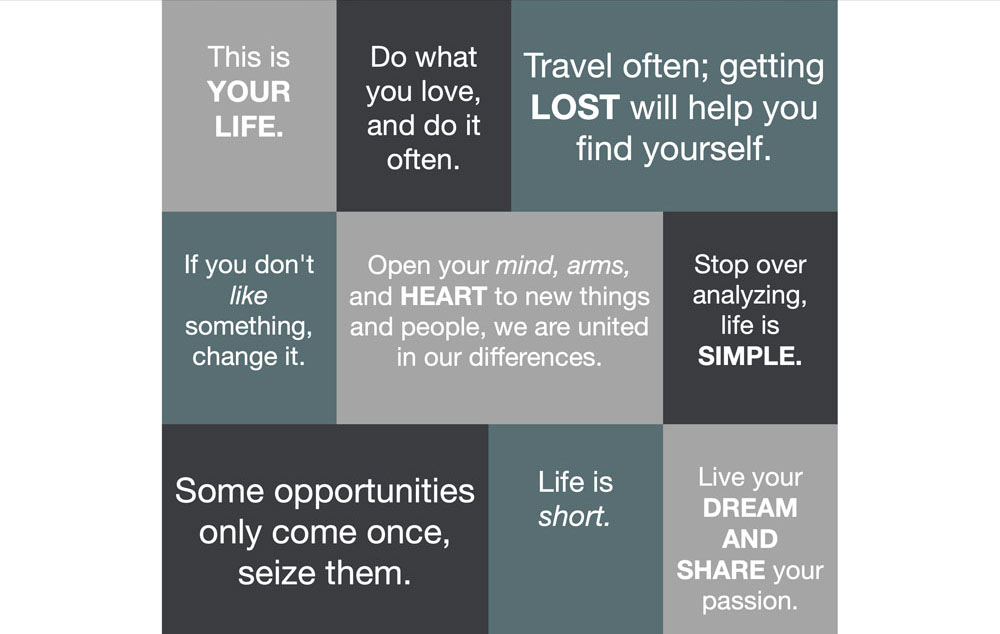 This is
YOUR
LIFE.
Do what
you love,
and do it
often.
Travel often; getting
LOST will help you
find yourself.
If you don't
like
something,
change it.
Open your mind, arms,
and HEART to new things
and people, we are united
in our differences.
Stop over
analyzing,
life is
SIMPLE.
Some opportunities
only come once,
seize them.
Life is
short.
Live your
DREAM
AND
SHARE your
passion.